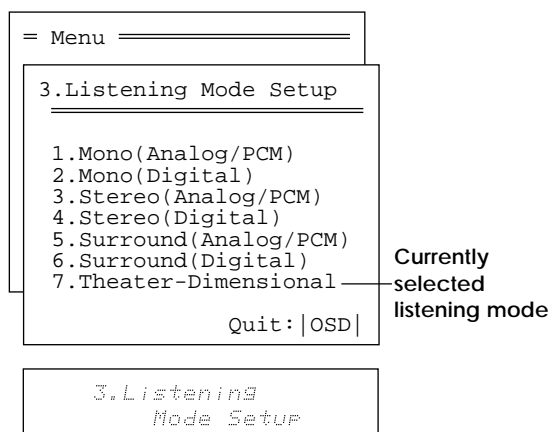 = Menu
3.Listening Mode Setup
1.Mono(Analog/PCM)
2.Mono(Digital)
3.Stereo(Analog/PCM)
4.Stereo(Digital)
5.Surround(Analog/PCM)
6.Surround(Digital)
7.Theater-Dimensional
Currently
selected
listening mode
Quit:|OSD|
3.Listening
Mode Setup